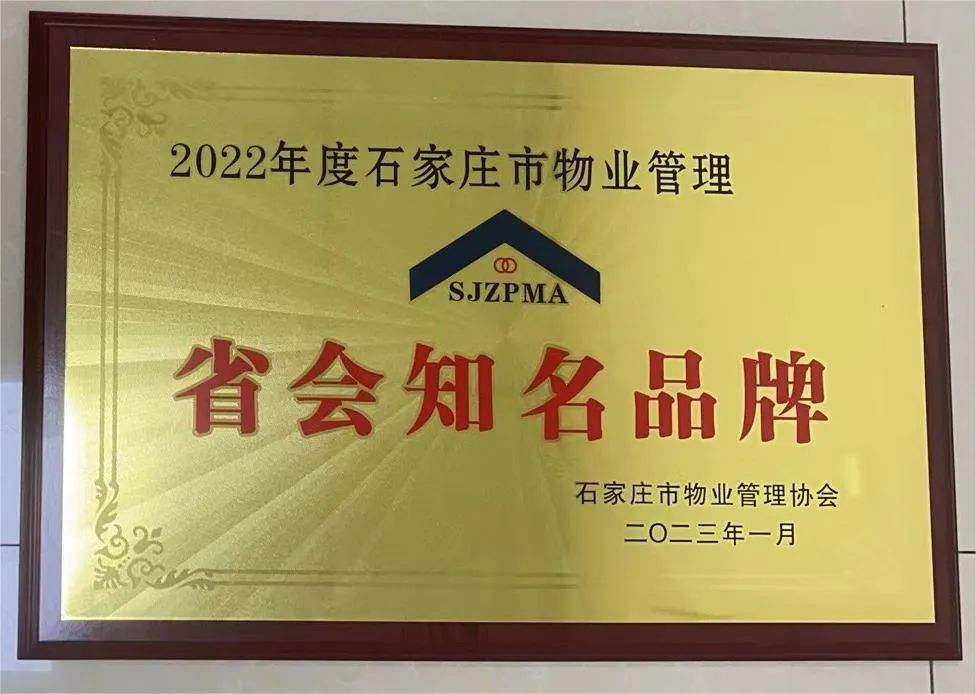 2022年度石家庄市物业管理
SJZPMA
省会知名品牌
石家庄市物业管理协会
二〇二三年一月